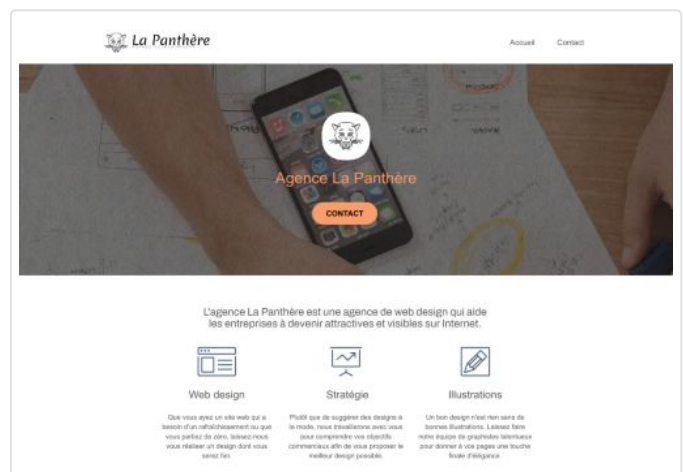 La Panthère
Accueil Contact
Agence La Panthère
CONTACT
L'agence La Panthère est une agence de web design qui aide
les entreprises à devenir attractives et visibles sur Internet.
Web design
Que vous ayez un site web qui a
besoin d'un rafraîchissement ou que
vous partiez de zéro, laissez-nous
vous réaliser un design dont vous
serez fier.
Stratégie
Plutôt que de suggérer des designs à
la mode, nous travaillerons avec vous
pour comprendre vos objectifs
commerciaux afin de vous proposer le
meilleur design possible.
Illustrations
Un bon design n'est rien sans de
bonnes illustrations. Laissez faire
notre équipe de graphistes talentueux
pour donner à vos pages une touche
finale d'élégance.